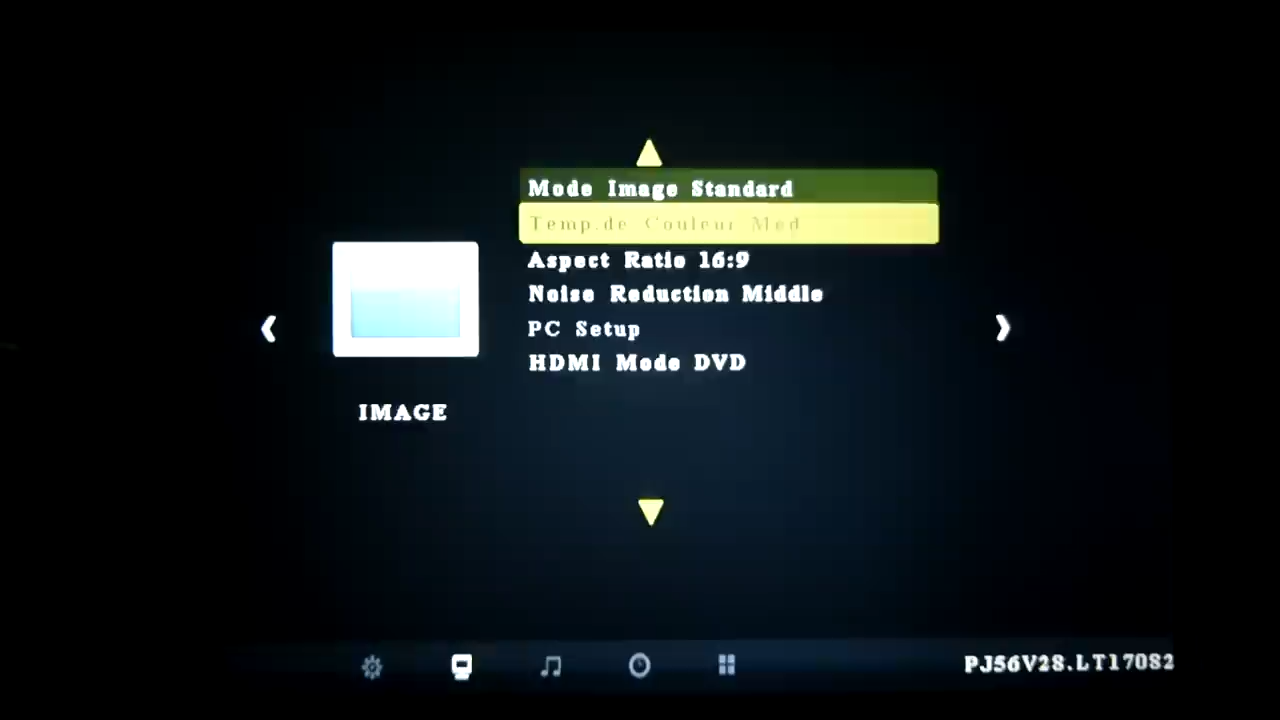 Mode Image Standard
Temp.de Couleur Med
Aspect Ratio 16:9
Noise Reduction Middle
PC Setup
HDMI Mode DVD
IMAGE
PJ56V28.LT17082